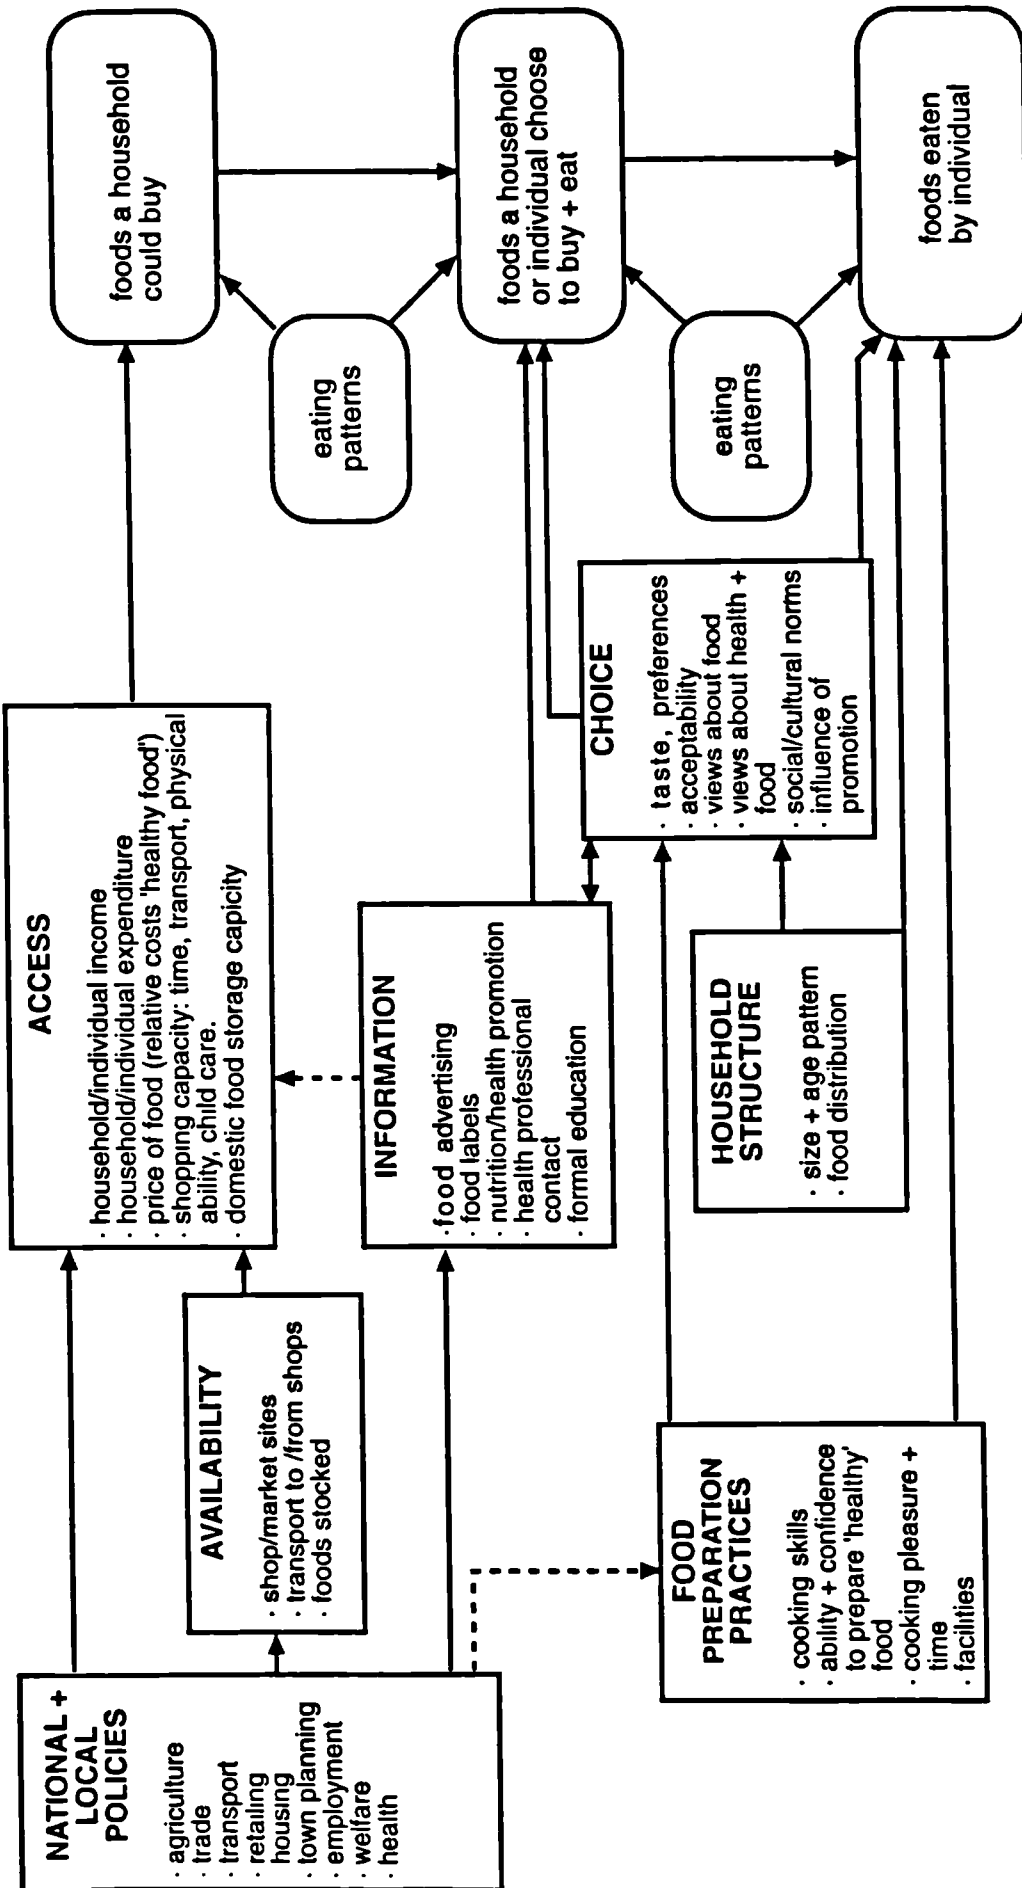 NATIONAL +
LOCAL
POLICIES
· agriculture
· trade
· transport
· retailing
· housing
· town planning
· employment
· welfare
· health
AVAILABILITY
· shop/market sites
· transport to /from shops
· foods stocked
ACCESS
· household/individual income
· household/individual expenditure
· price of food (relative costs 'healthy food')
· shopping capacity: time, transport, physical
ability, child care.
· domestic food storage capicity
INFORMATION
· food advertising
· food labels
· nutrition/health promotion
· health professional
contact
· formal education
FOOD
PREPARATION
PRACTICES
· cooking skills
· ability + confidence
to prepare 'healthy'
food
· cooking pleasure +
time
· facilities
HOUSEHOLD
STRUCTURE
· size + age pattern
· food distribution
CHOICE
· taste, preferences
· acceptability
· views about food
· views about health +
food
· social/cultural norms
· influence of
promotion
eating
patterns
eating
patterns
foods a household
could buy
foods a household
or individual choose
to buy + eat
foods eaten
by individual